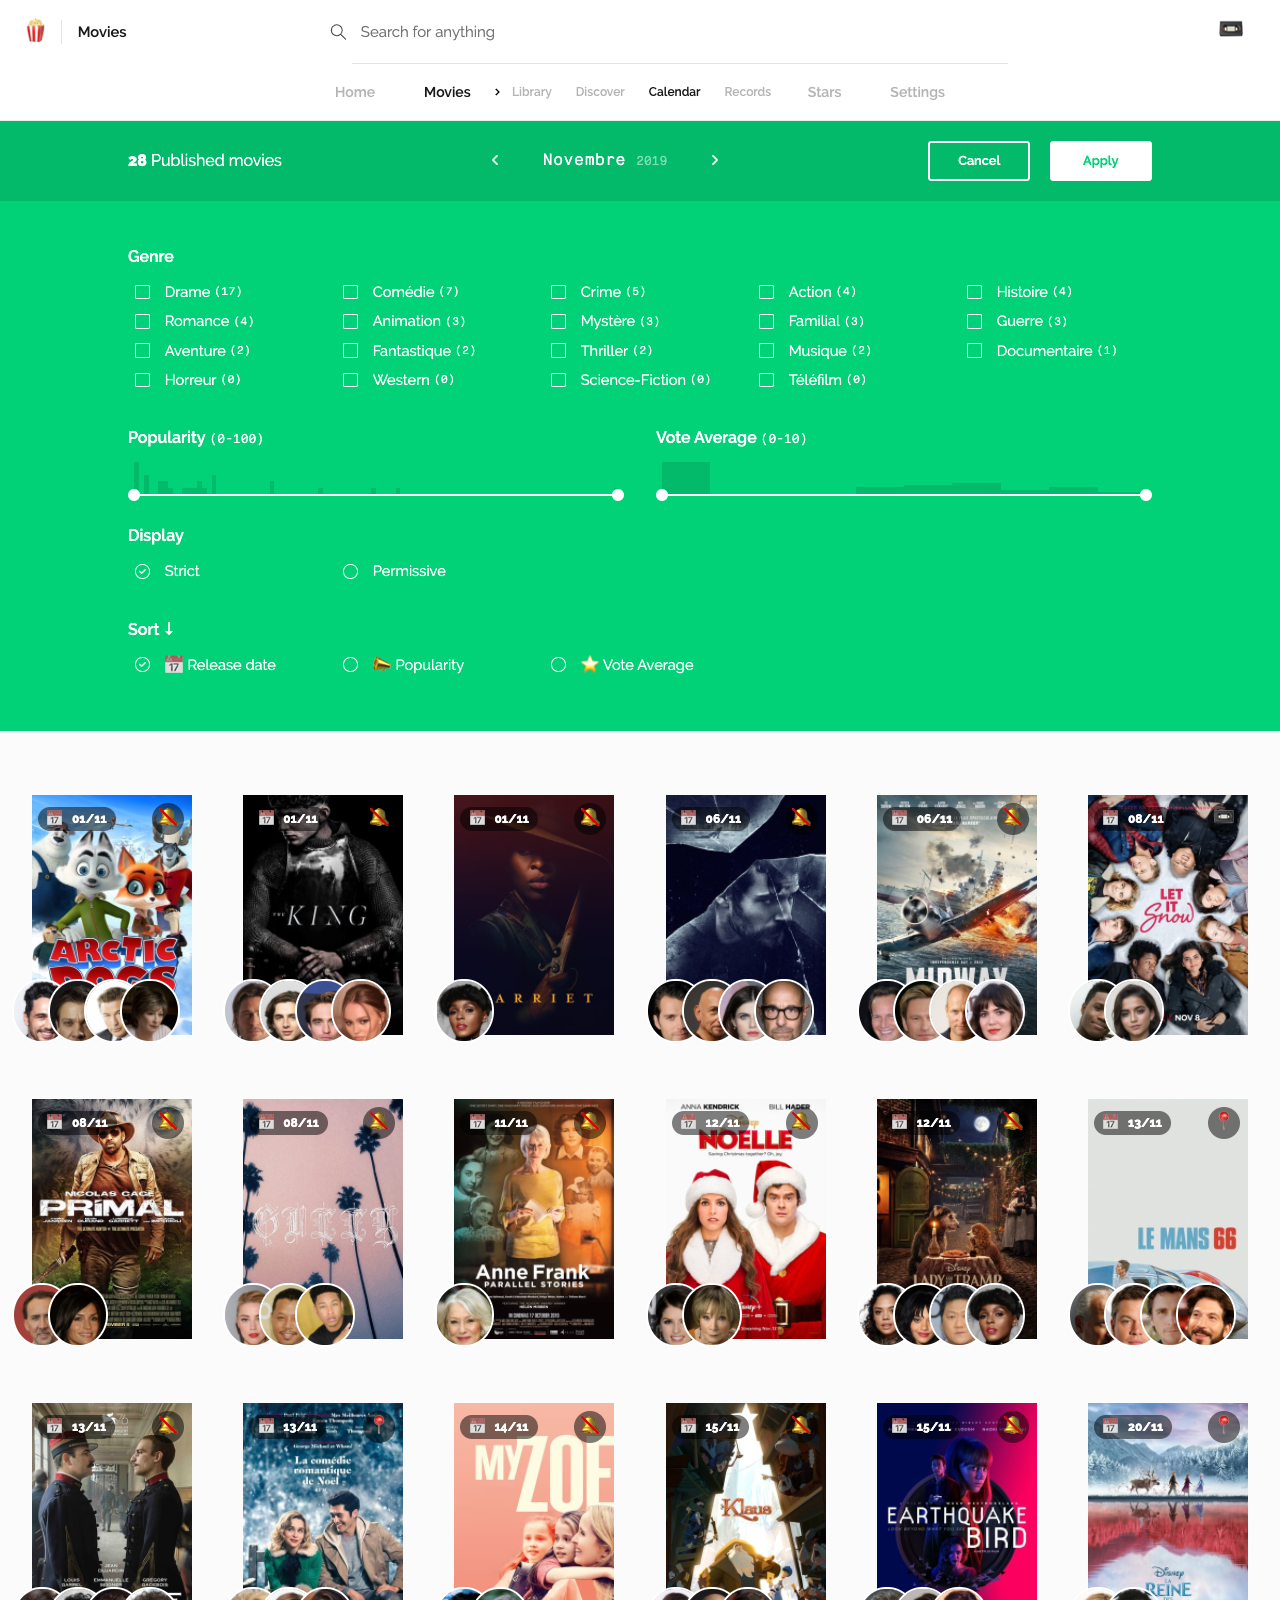 Movies
Search for anything
Home Movies Library Discover Calendar Records Stars Settings
28 Published movies
Novembre 2019
Cancel Apply
Genre
Drame (17) Comédie (7) Crime (5) Action (4) Histoire (4)
Romance (4) Animation (3) Mystère (3) Familial (3) Guerre (3)
Aventure (2) Fantastique (2) Thriller (2) Musique (2) Documentaire (1)
Horreur (0) Western (0) Science-Fiction (0) Téléfilm (0)
Popularity (0-100) Vote Average (0-10)
Display
Strict Permissive
Sort ↓
Release date Popularity Vote Average
01/11 01/11 01/11 06/11 06/11 08/11
ARCTIC
DOGS
THE KING
ARRIET
MIDWAY
LET
IT
Snow
NOV 8
08/11 08/11 11/11 12/11 12/11 13/11
NICOLAS CAGE
PRIMAL
QUEEN
Anne Frank
PARALLEL STORIES
ANNA KENDRICK BILL HADER
NOELLE
Disney
LADY AND THE TRAMP
LE MANS 66
13/11 13/11 14/11 15/11 15/11 20/11
La comédie
romantique
de Noël
MY ZOE
Klaus
EARTHQUAKE
BIRD
Disney
LA
REINE